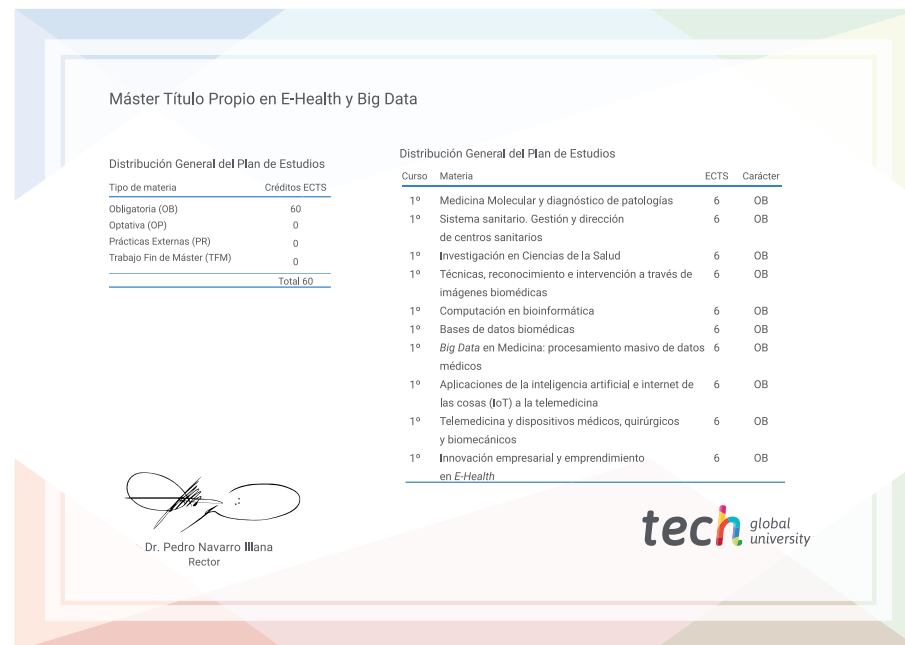 Máster Título Propio en E-Health y Big Data
Distribución General del Plan de Estudios
Tipo de materia Créditos ECTS
Obligatoria (OB) 60
Optativa (OP) 0
Prácticas Externas (PR) 0
Trabajo Fin de Máster (TFM) 0
Total 60
Distribución General del Plan de Estudios
Curso Materia ECTS Carácter
1º Medicina Molecular y diagnóstico de patologías 6 OB
1º Sistema sanitario. Gestión y dirección 6 OB
de centros sanitarios
1º Investigación en Ciencias de la Salud 6 OB
1º Técnicas, reconocimiento e intervención a través de 6 OB
imágenes biomédicas
1º Computación en bioinformática 6 OB
1º Bases de datos biomédicas 6 OB
1º Big Data en Medicina: procesamiento masivo de datos 6 OB
médicos
1º Aplicaciones de la inteligencia artificial e internet de 6 OB
las cosas (IoT) a la telemedicina
1º Telemedicina y dispositivos médicos, quirúrgicos 6 OB
y biomecánicos
1º Innovación empresarial y emprendimiento 6 OB
en E-Health
Dr. Pedro Navarro Illana
Rector
tech global
university